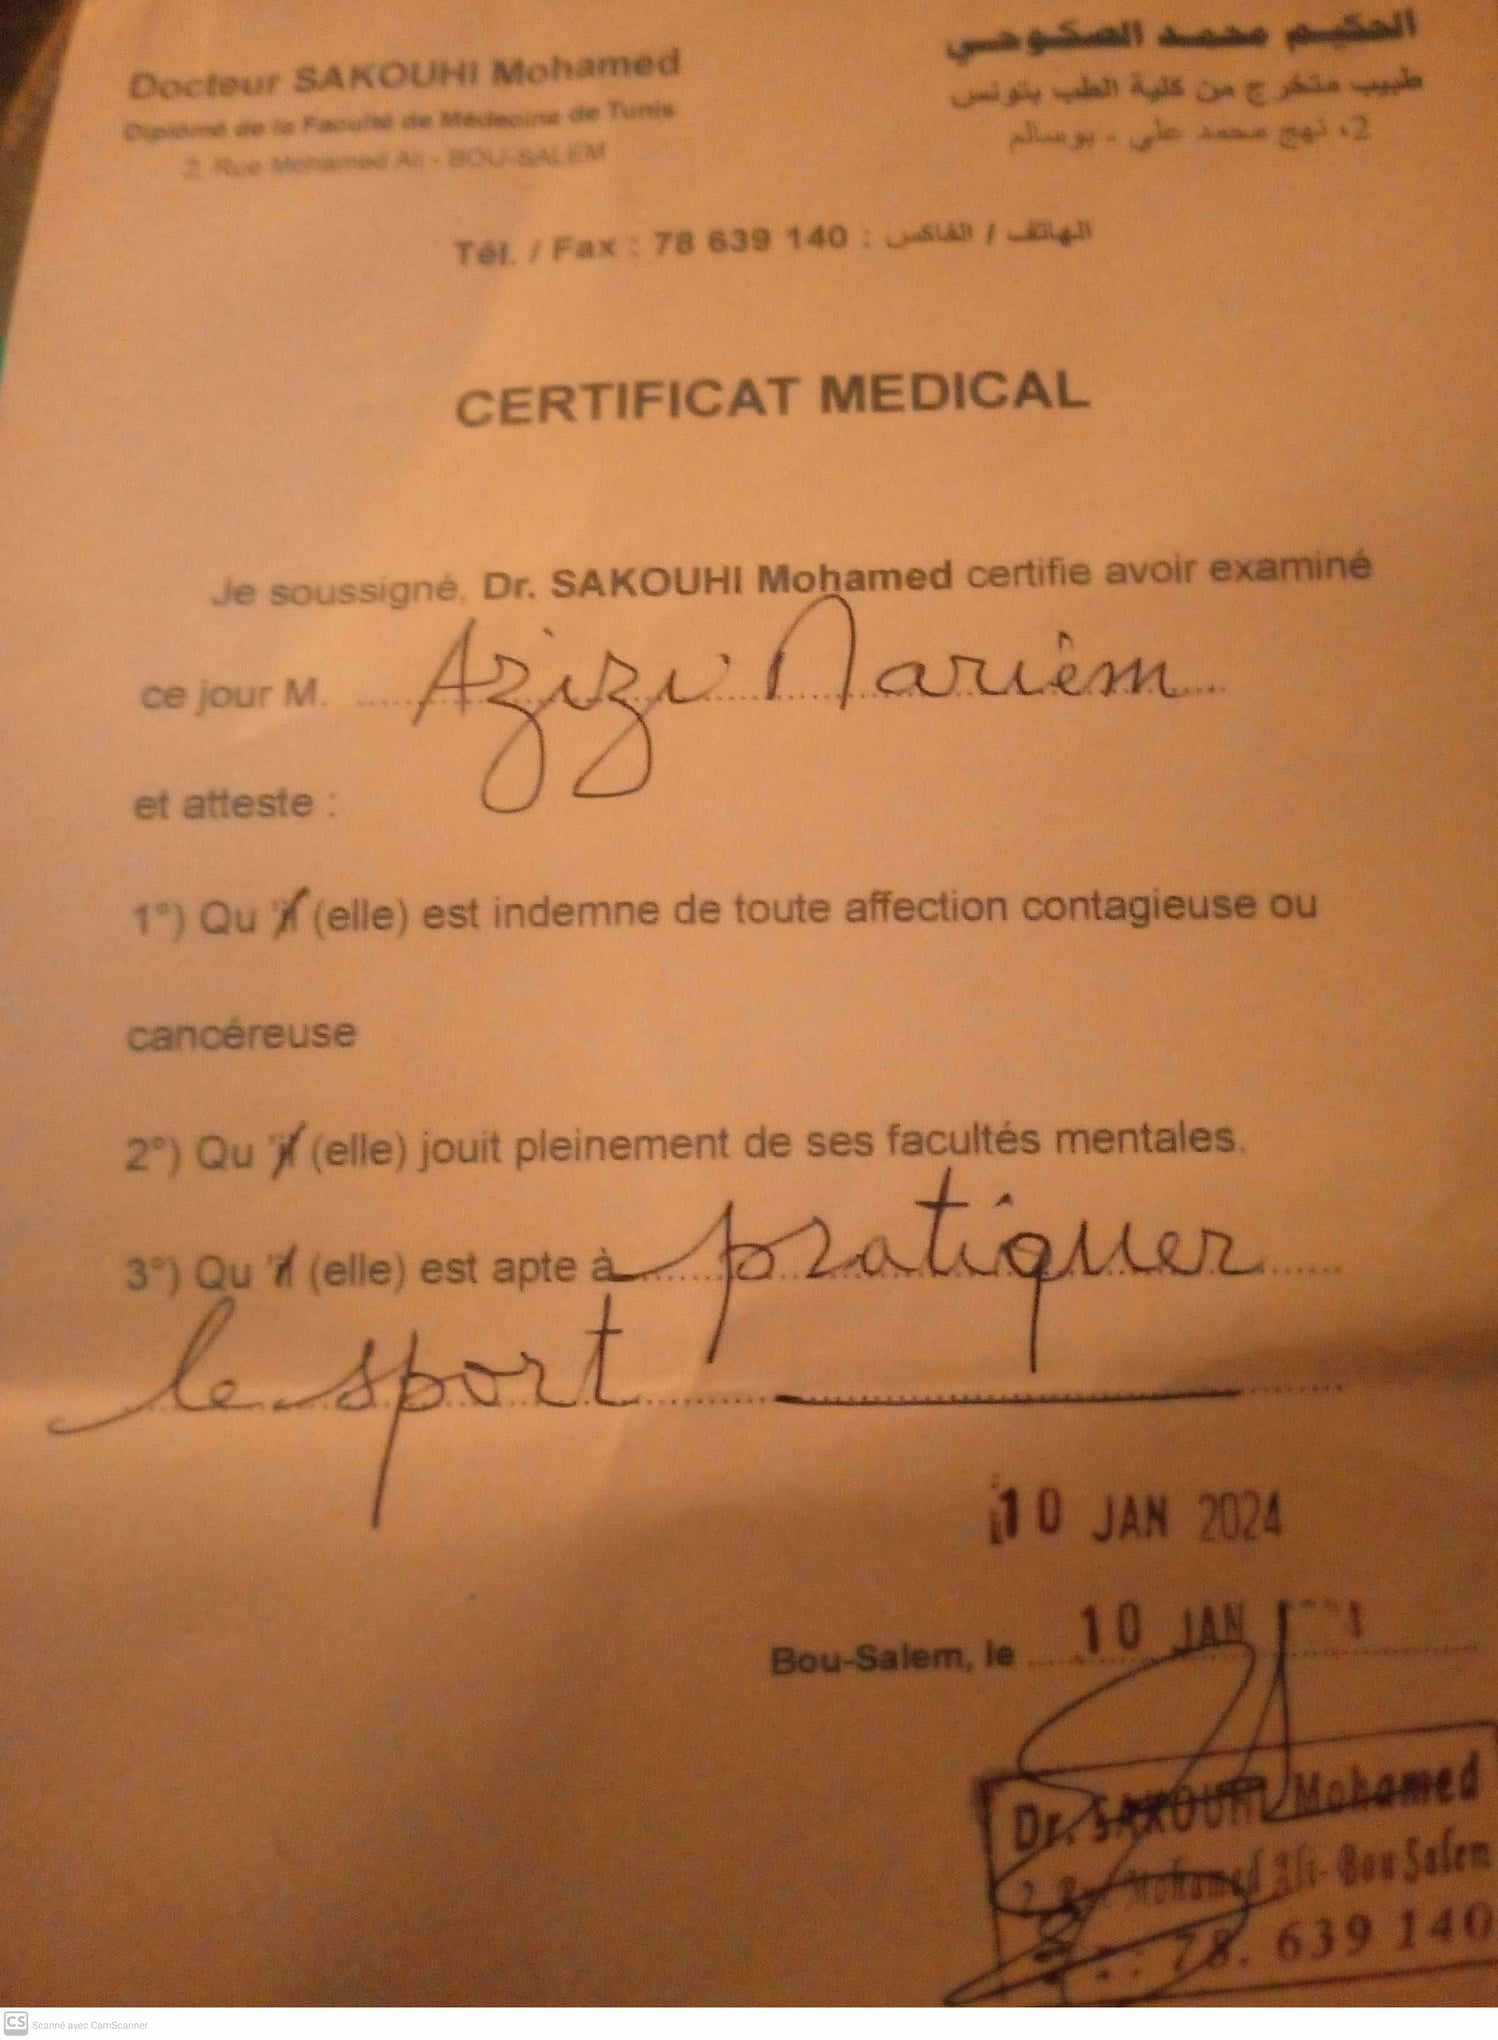 Docteur SAKOUHI Mohamed
Diplômé de la Faculté de Médecine de Tunis
2, Rue Mohamed Ali - BOU-SALEM
الحكيم محمد الصكوحي
طبيب متخرج من كلية الطب بتونس
2، نهج محمد علي - بوسالم
Tél. / Fax : 78 639 140 : الهاتف / الفاكس
CERTIFICAT MEDICAL
Je soussigné, Dr. SAKOUHI Mohamed certifie avoir examiné
ce jour M. Azizi Mariem
et atteste :
1°) Qu 'il (elle) est indemne de toute affection contagieuse ou
cancéreuse
2°) Qu 'il (elle) jouit pleinement de ses facultés mentales.
3°) Qu 'il (elle) est apte à pratiquer
le sport
10 JAN 2024
Bou-Salem, le 10 JAN
Dr. SAKOUHI Mohamed
2, Rue Mohamed Ali - Bou Salem
78. 639 140
CS Scanné avec CamScanner